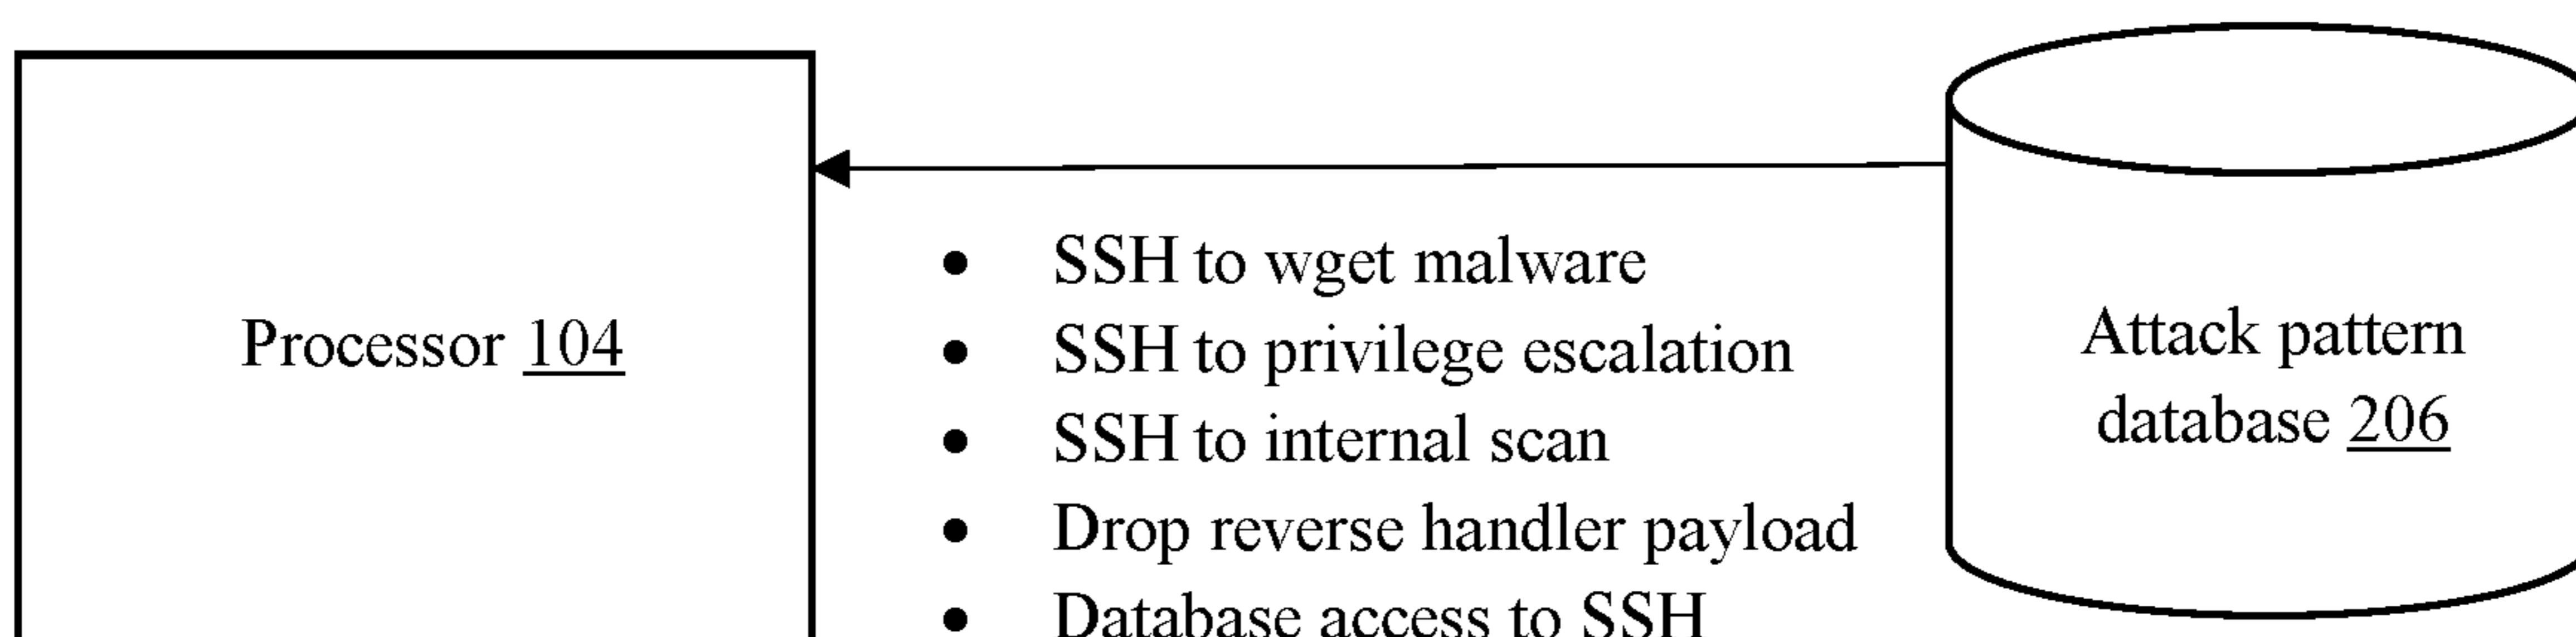 Processor 104
• SSH to wget malware
• SSH to privilege escalation
• SSH to internal scan
• Drop reverse handler payload
• Database access to SSH
Attack pattern
database 206